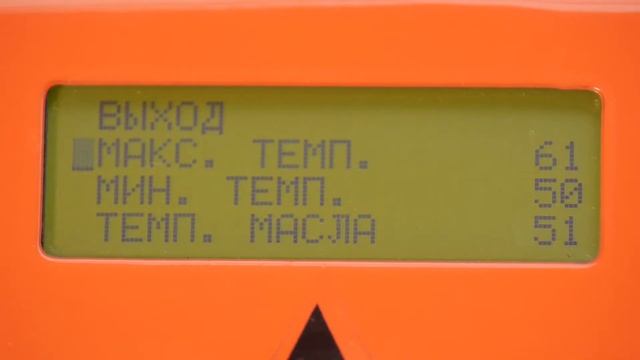 ВЫХОД
МАКС. ТЕМП. 61
МИН. ТЕМП. 50
ТЕМП. МАСЛА 51